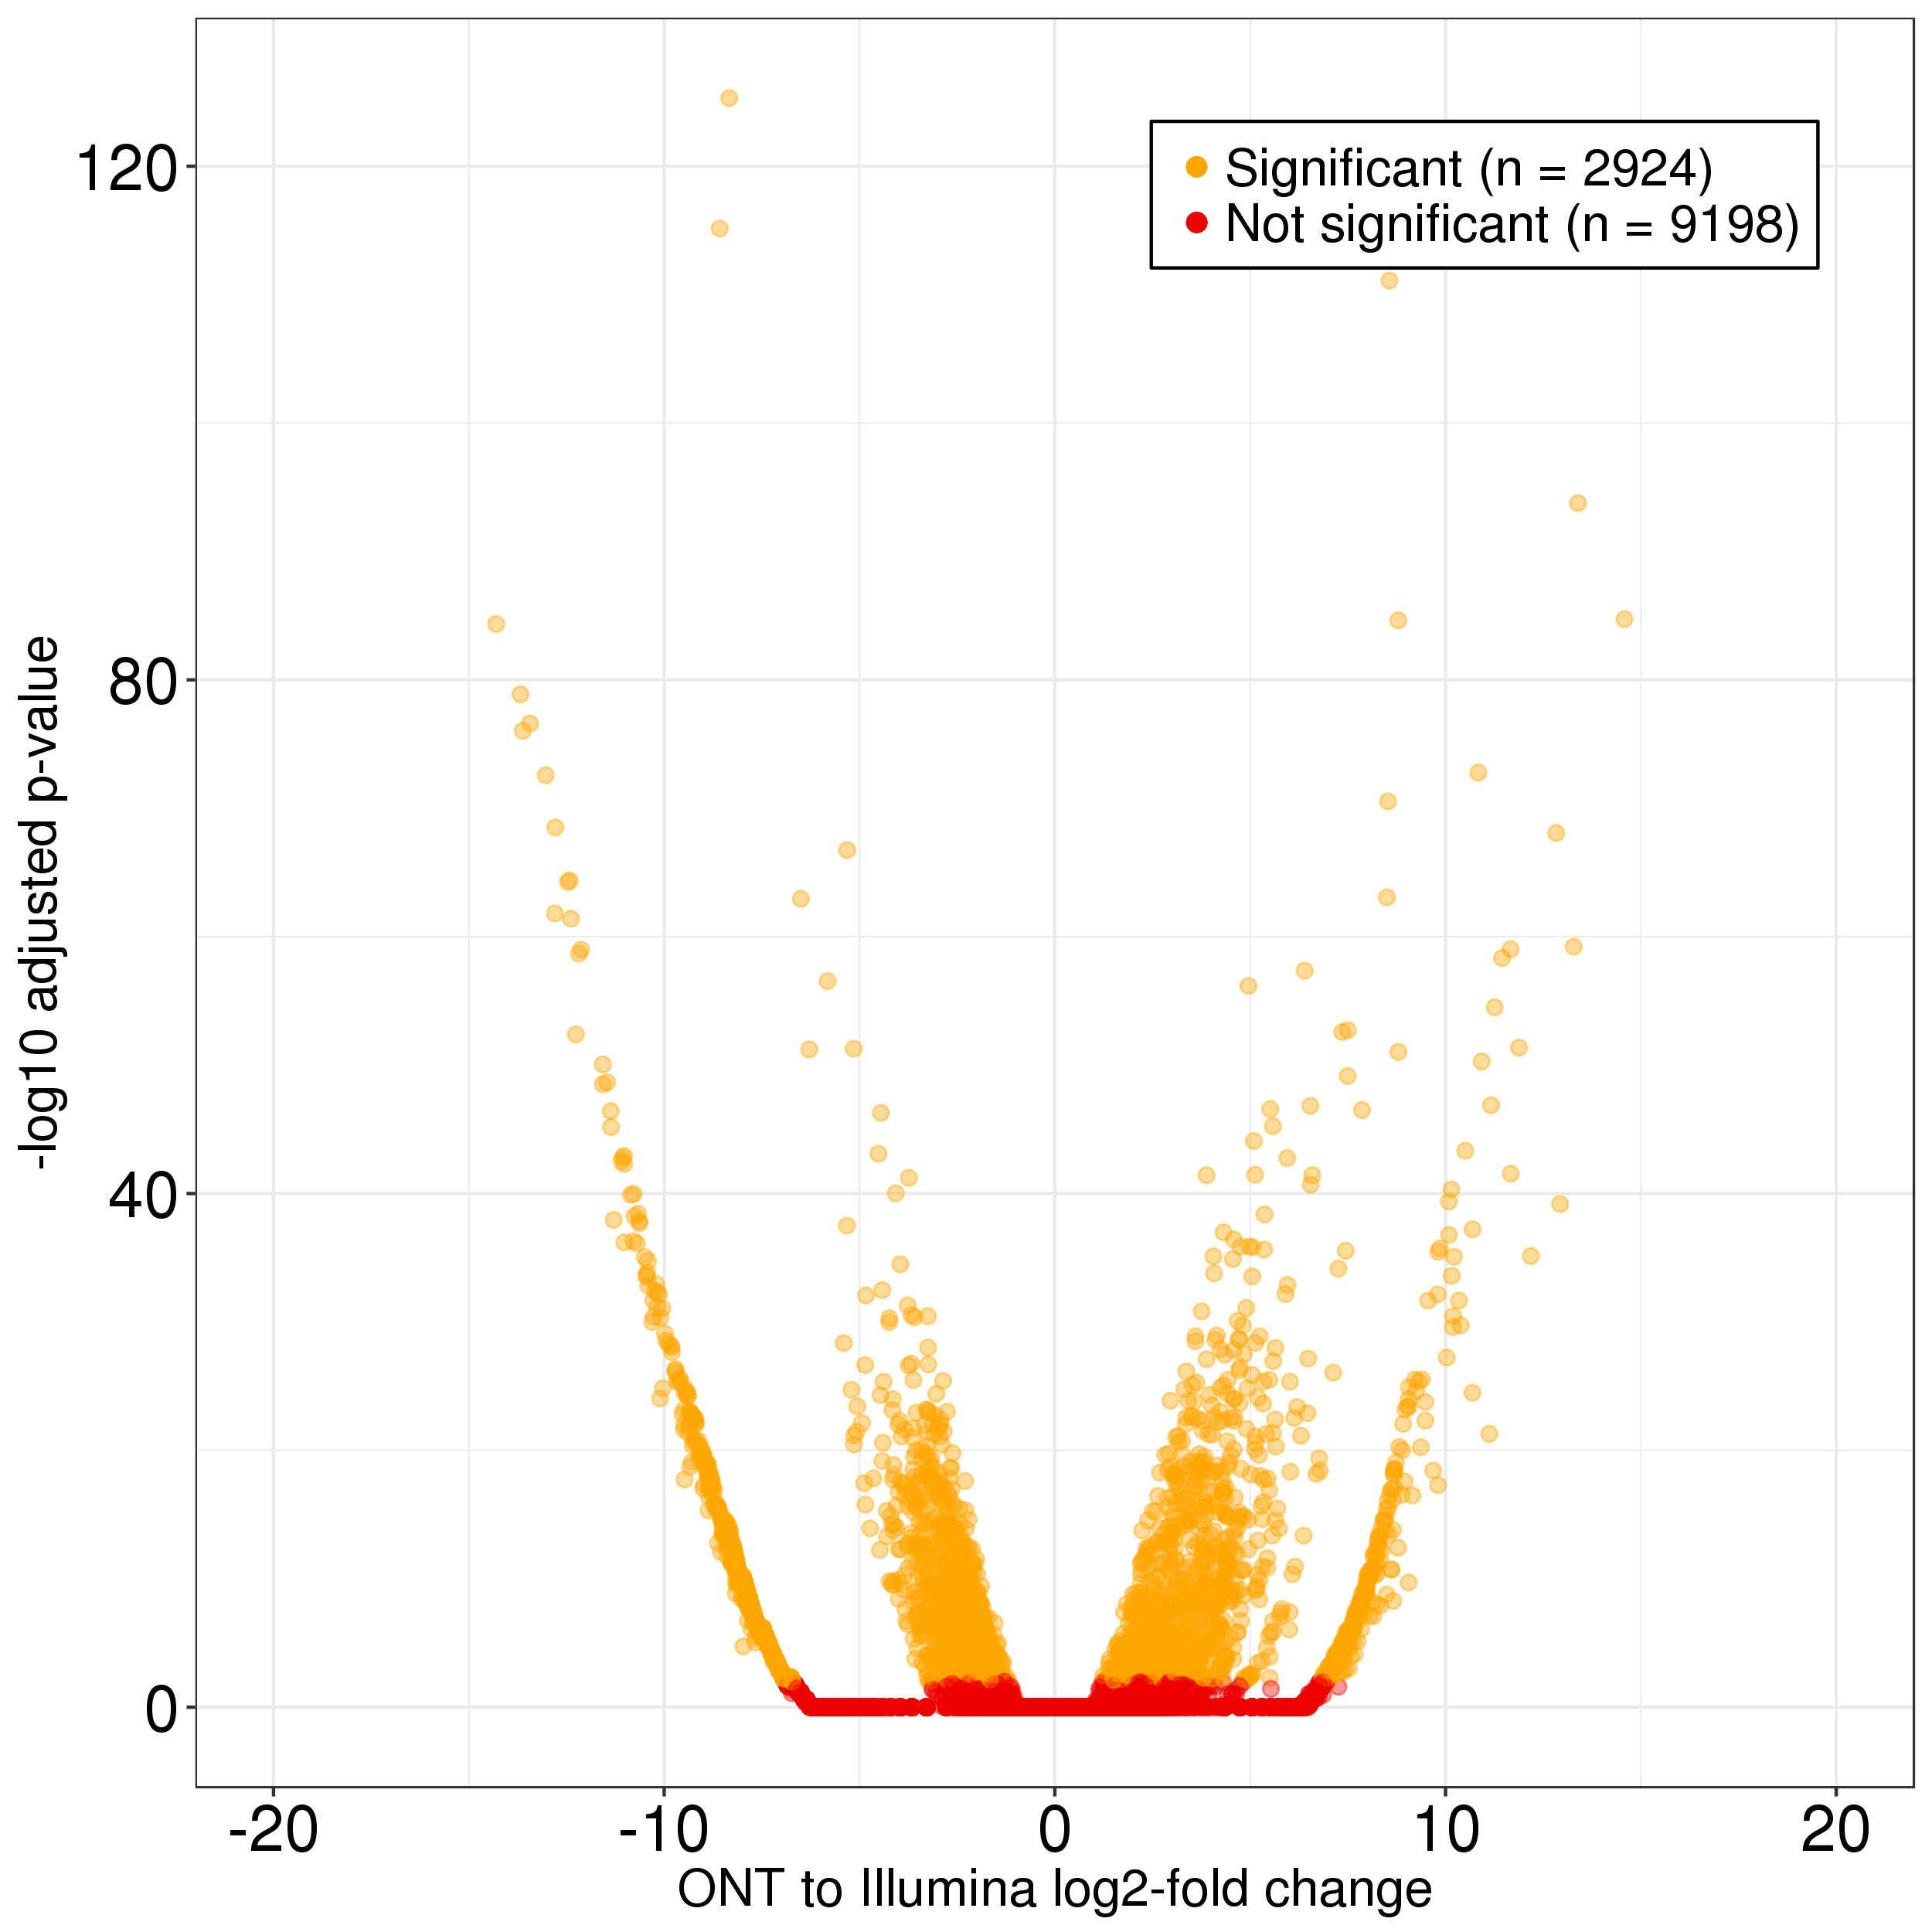 120
80
40
0
-log10 adjusted p-value
Significant (n = 2924)
Not significant (n = 9198)
-20
-10
0
10
20
ONT to Illumina log2-fold change